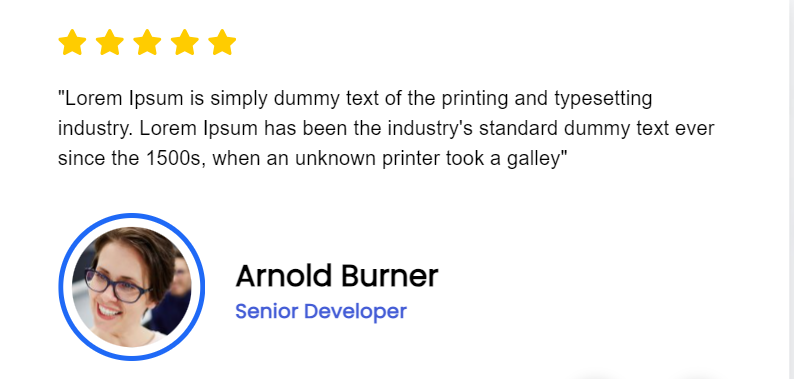 "Lorem Ipsum is simply dummy text of the printing and typesetting
industry. Lorem Ipsum has been the industry's standard dummy text ever
since the 1500s, when an unknown printer took a galley"
Arnold Burner
Senior Developer